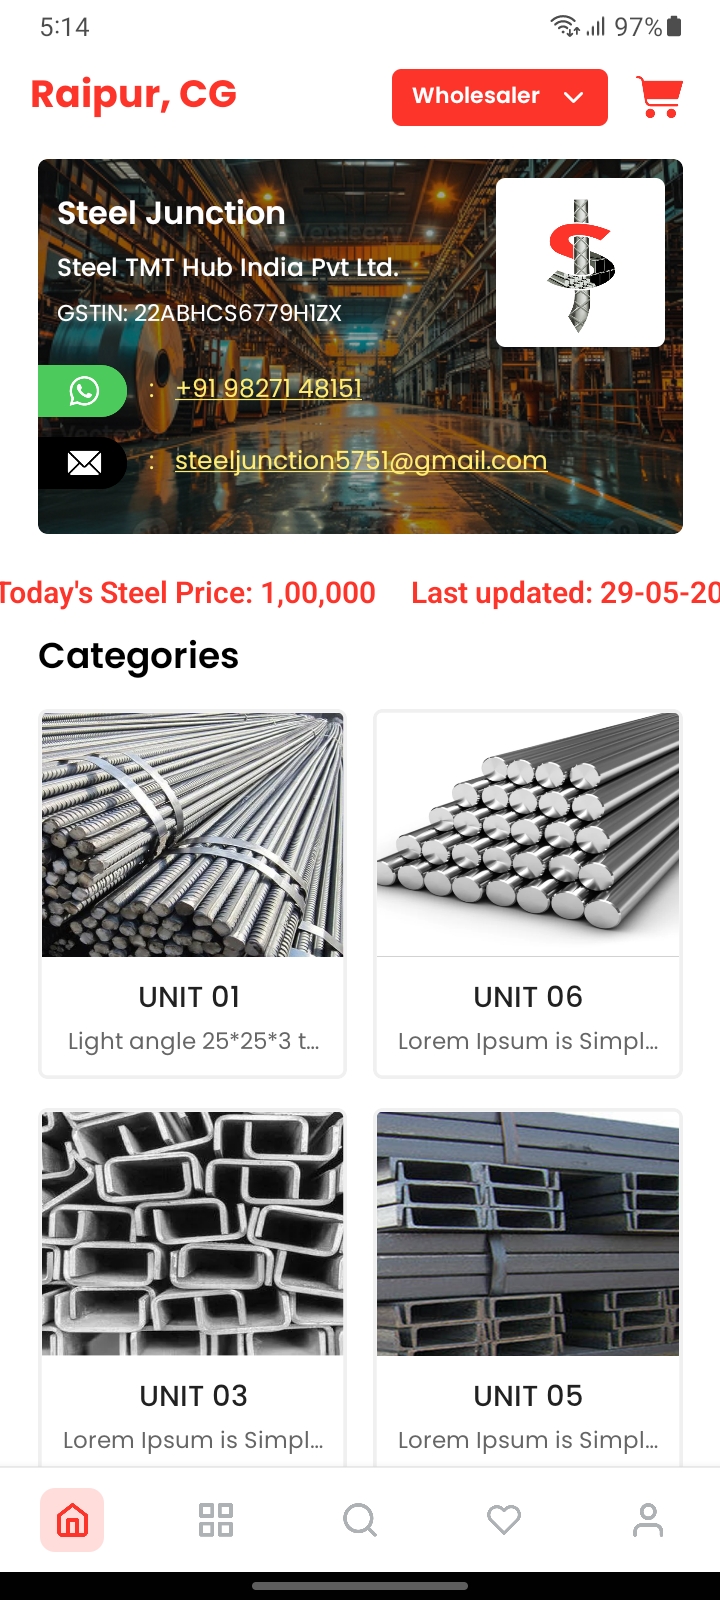 5:14
97%
Raipur, CG
Wholesaler
Steel Junction
Steel TMT Hub India Pvt Ltd.
GSTIN: 22ABHCS6779H1ZX
: +91 98271 48151
: steeljunction5751@gmail.com
Today's Steel Price: 1,00,000 Last updated: 29-05-20
Categories
UNIT 01
Light angle 25*25*3 t...
UNIT 06
Lorem Ipsum is Simpl...
UNIT 03
Lorem Ipsum is Simpl...
UNIT 05
Lorem Ipsum is Simpl...